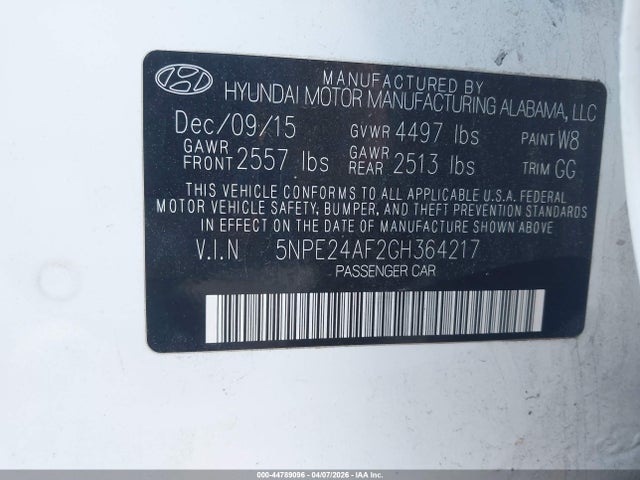 MANUFACTURED BY
HYUNDAI MOTOR MANUFACTURING ALABAMA, LLC
Dec/09/15 GVWR 4497 lbs PAINT W8
GAWR FRONT 2557 lbs GAWR REAR 2513 lbs TRIM GG
THIS VEHICLE CONFORMS TO ALL APPLICABLE U.S.A. FEDERAL
MOTOR VEHICLE SAFETY, BUMPER, AND THEFT PREVENTION STANDARDS
IN EFFECT ON THE DATE OF MANUFACTURE SHOWN ABOVE.
V.I.N 5NPE24AF2GH364217
PASSENGER CAR
000-44789096 - 04/07/2026 - IAA Inc.